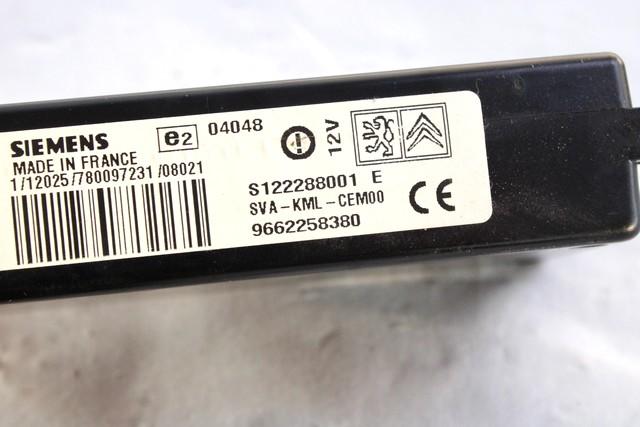 SIEMENS
MADE IN FRANCE
1/12025/780097231/08021
e2 04048
12V
S122288001 E
SVA-KML-CEM00
9662258380
CE